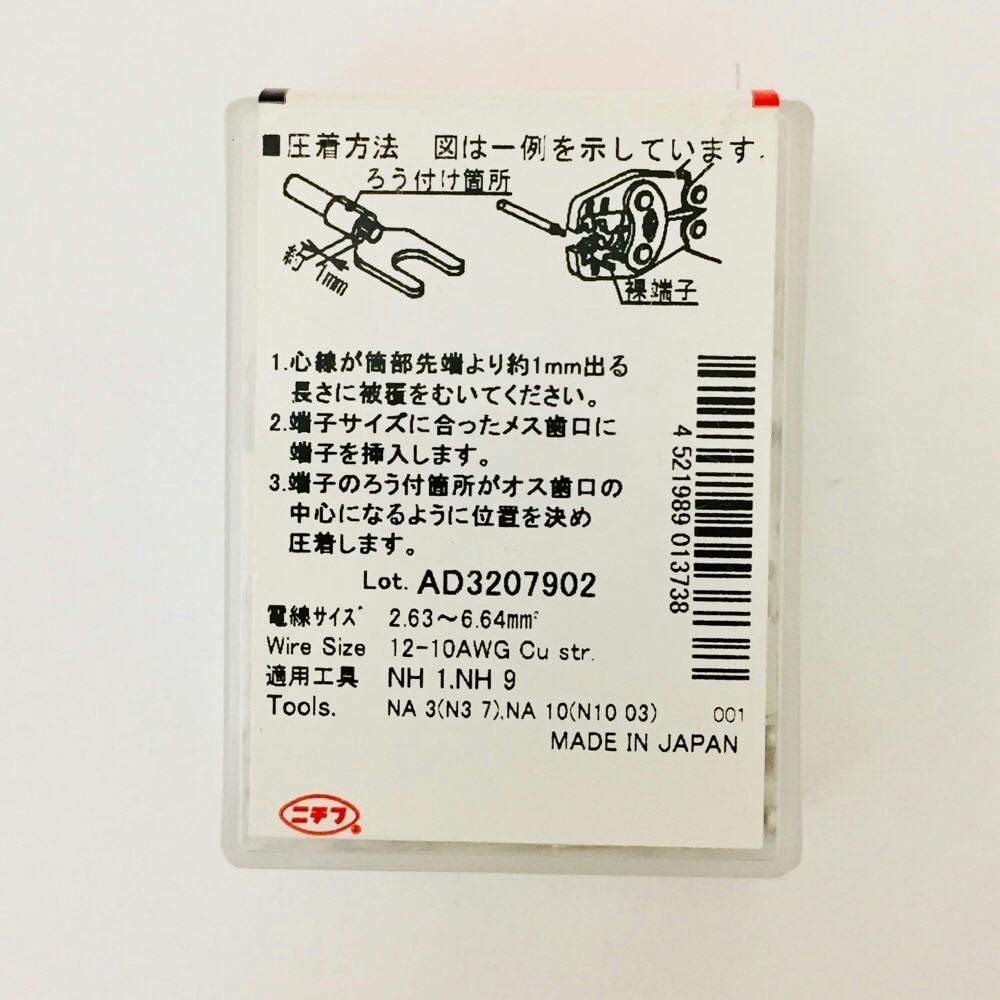 ■圧着方法　図は一例を示しています.
ろう付け箇所
約1mm
裸端子
1.心線が筒部先端より約1mm出る
長さに被覆をむいてください。
2.端子サイズに合ったメス歯口に
端子を挿入します。
3.端子のろう付箇所がオス歯口の
中心になるように位置を決め
圧着します。
Lot. AD3207902
電線サイズ 2.63〜6.64mm²
Wire Size 12-10AWG Cu str.
適用工具 NH 1.NH 9
Tools. NA 3(N3 7),NA 10(N10 03) 001
MADE IN JAPAN
ニチフ®
4 521989 013738